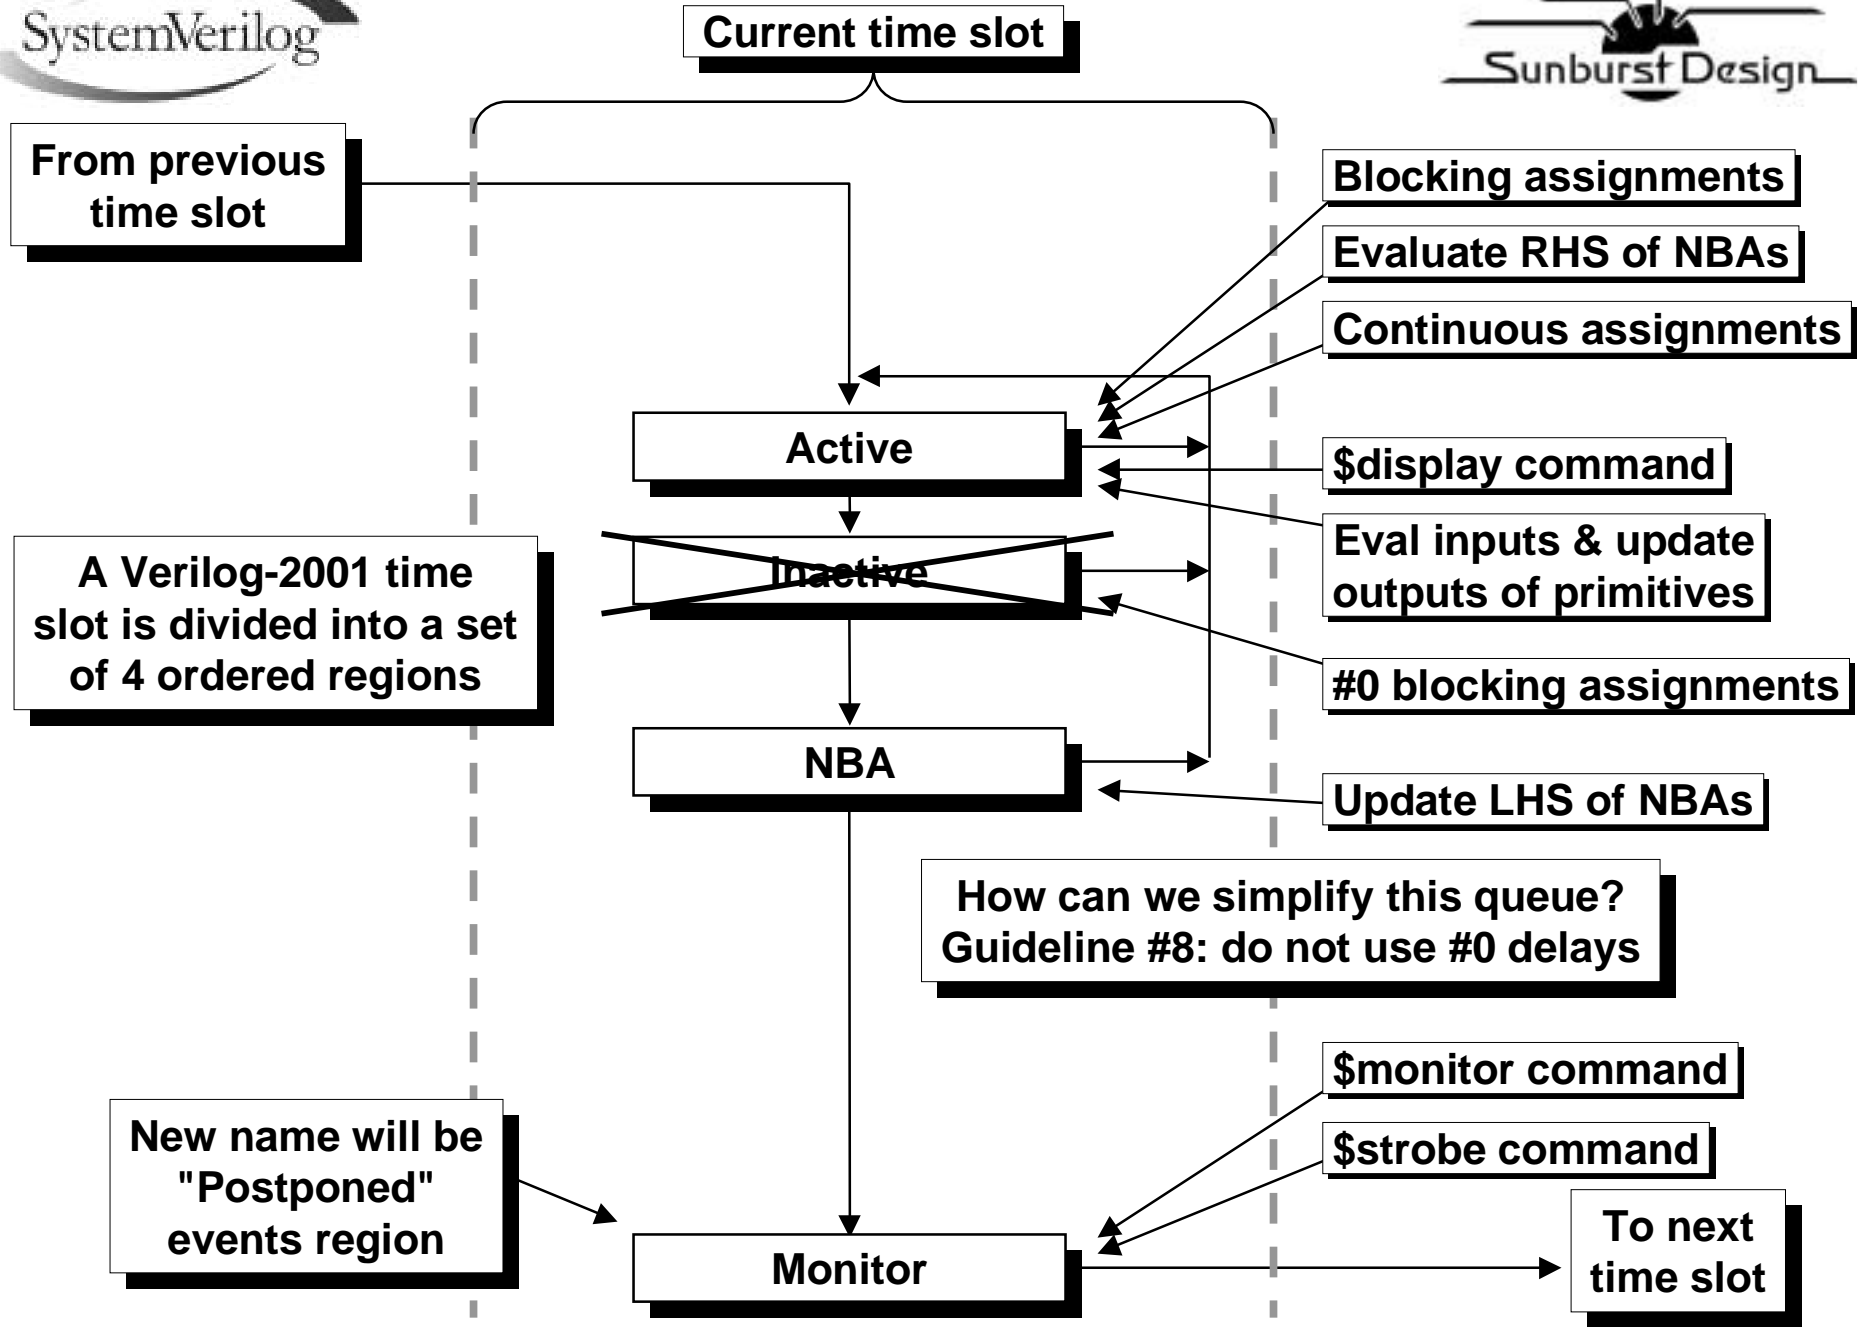 SystemVerilog
Current time slot
Sunburst Design
From previous
time slot
Blocking assignments
Evaluate RHS of NBAs
Continuous assignments
Active
$display command
Eval inputs & update
outputs of primitives
Inactive
A Verilog-2001 time
slot is divided into a set
of 4 ordered regions
#0 blocking assignments
NBA
Update LHS of NBAs
How can we simplify this queue?
Guideline #8: do not use #0 delays
$monitor command
$strobe command
New name will be
"Postponed"
events region
Monitor
To next
time slot